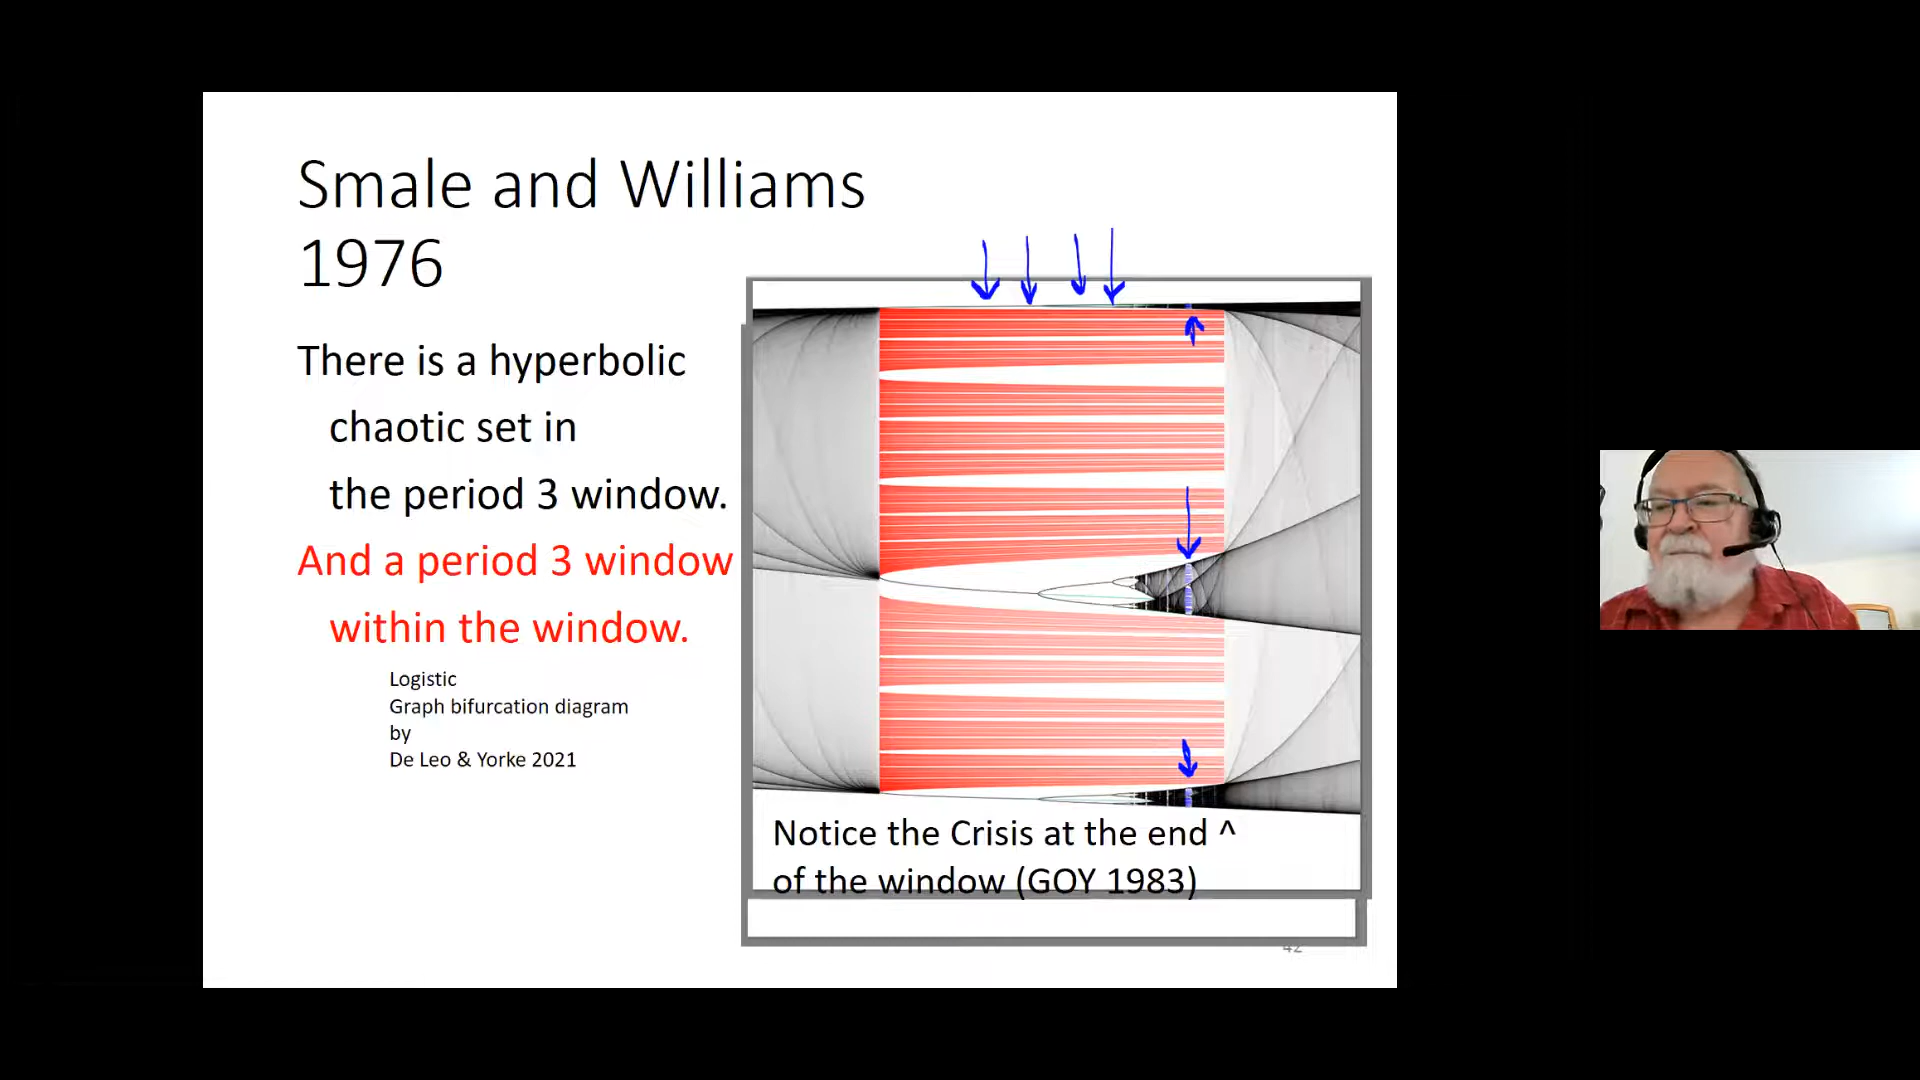 Smale and Williams
1976
There is a hyperbolic
chaotic set in
the period 3 window.
And a period 3 window
within the window.
Logistic
Graph bifurcation diagram
by
De Leo & Yorke 2021
Notice the Crisis at the end ^
of the window (GOY 1983)
42